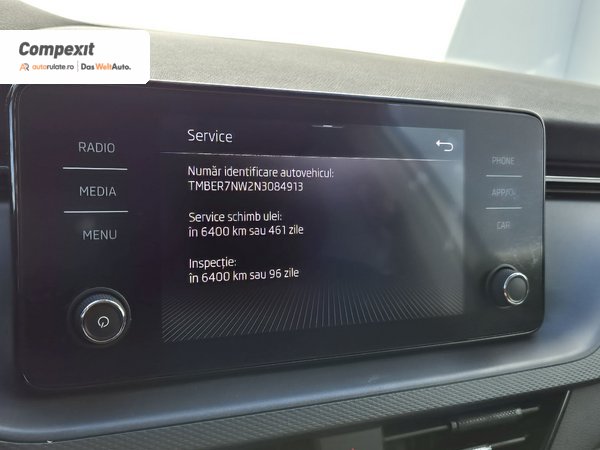 Compexit
AR autorulate.ro | Das WeltAuto.
Service
RADIO
PHONE
Număr identificare autovehicul:
TMBER7NW2N3084913
MEDIA
Service schimb ulei:
în 6400 km sau 461 zile
MENU
CAR
Inspecție:
în 6400 km sau 96 zile